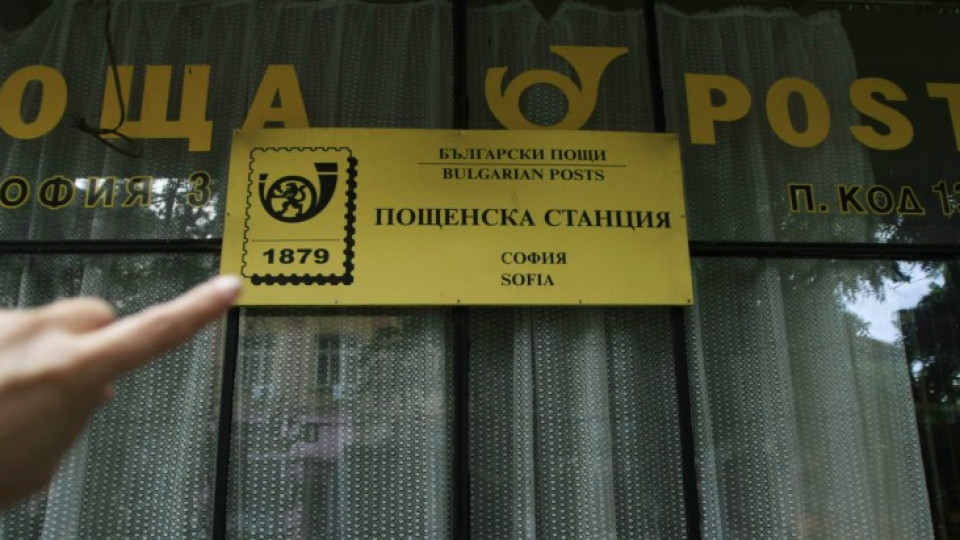 ОЩА
POST
ОФИЯ 3
П. КОД
БЪЛГАРСКИ ПОЩИ
BULGARIAN POSTS
ПОЩЕНСКА СТАНЦИЯ
1879
СОФИЯ
SOFIA